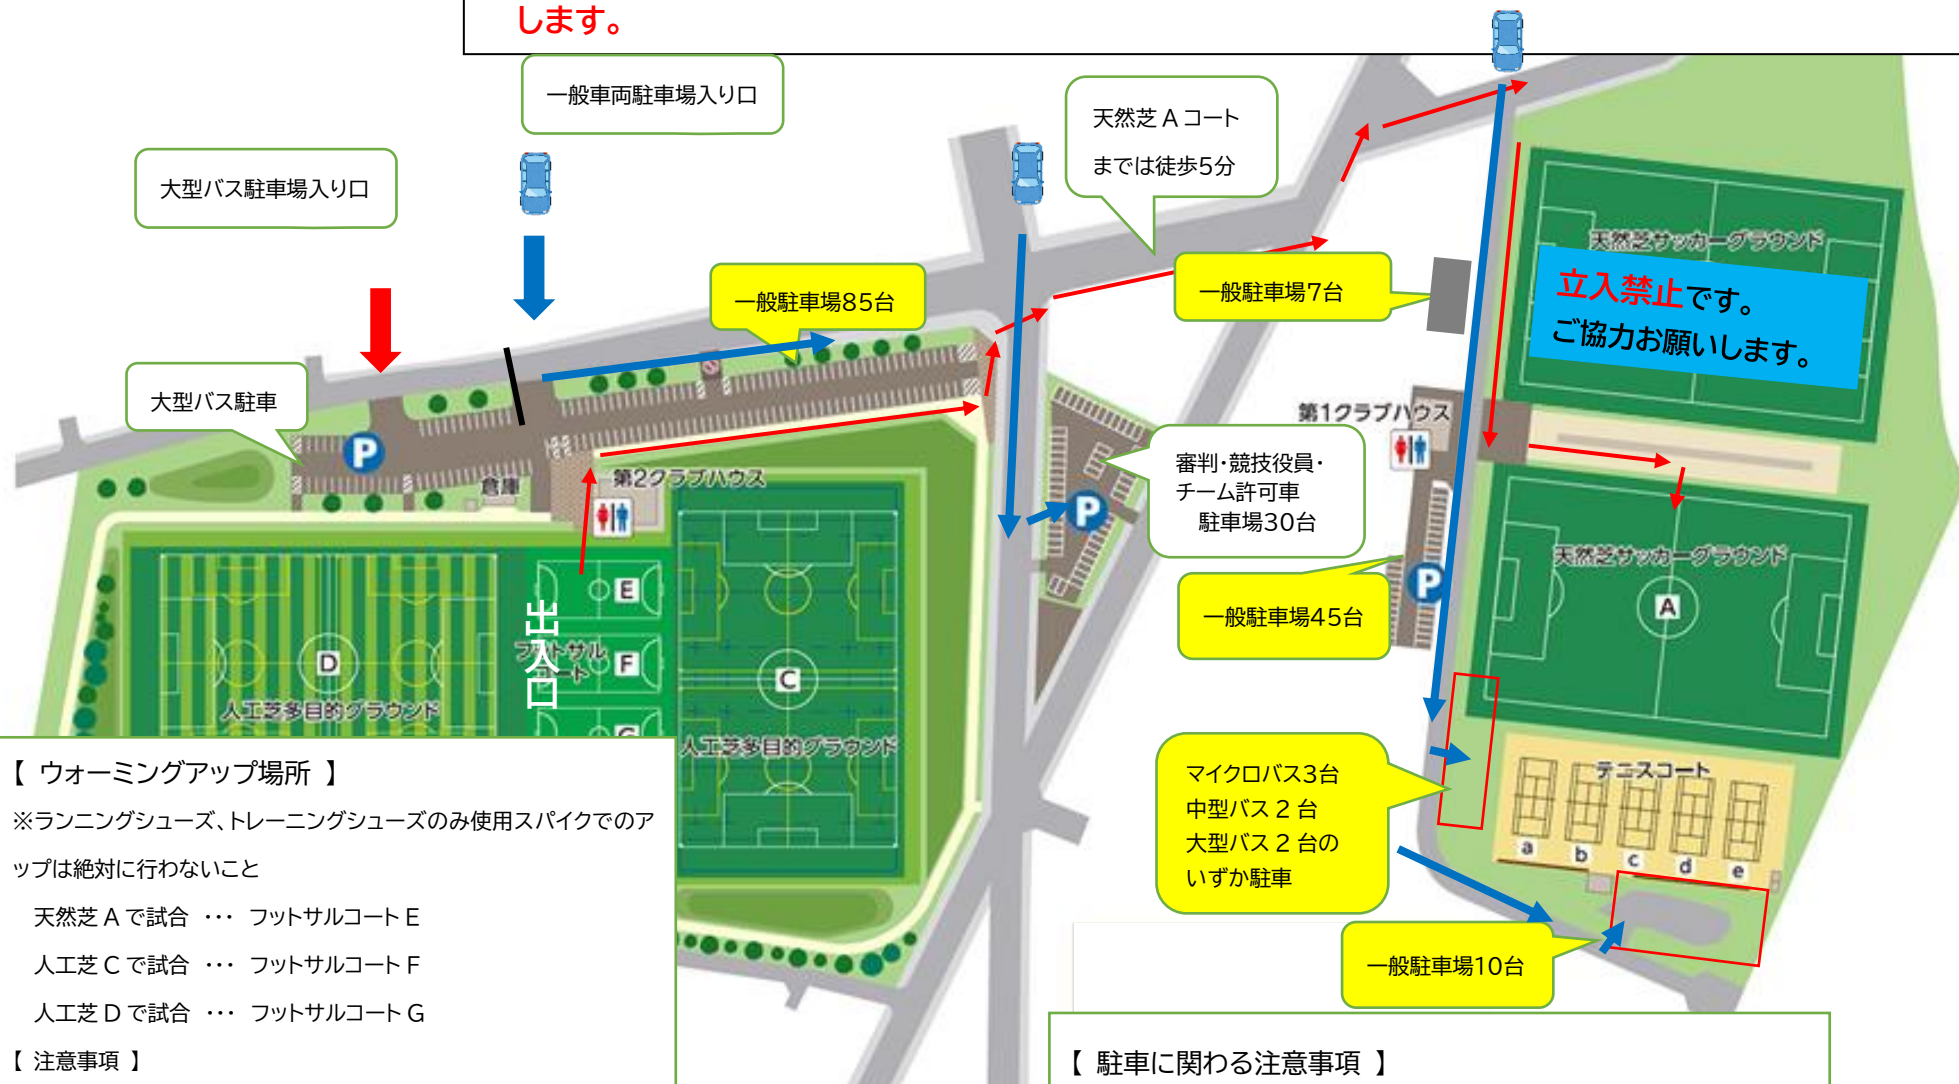 します。
一般車両駐車場入り口
大型バス駐車場入り口
天然芝 A コート
までは徒歩5分
一般駐車場85台
一般駐車場7台
天然芝サッカーグラウンド
立入禁止です。
ご協力お願いします。
大型バス駐車
P
第2クラブハウス
倉庫
第1クラブハウス
審判・競技役員・
チーム許可車
駐車場30台
P
P
一般駐車場45台
天然芝サッカーグラウンド
A
出入口
E
フットサル
コート
F
G
D
人工芝多目的グラウンド
C
人工芝多目的グラウンド
マイクロバス3台
中型バス 2 台
大型バス 2 台の
いずか駐車
テニスコート
a b c d e
一般駐車場10台
【 ウォーミングアップ場所 】
※ランニングシューズ、トレーニングシューズのみ使用スパイクでのア
ップは絶対に行わないこと
天然芝 A で試合 ・・・ フットサルコート E
人工芝 C で試合 ・・・ フットサルコート F
人工芝 D で試合 ・・・ フットサルコート G
【 注意事項 】
【 駐車に関わる注意事項 】